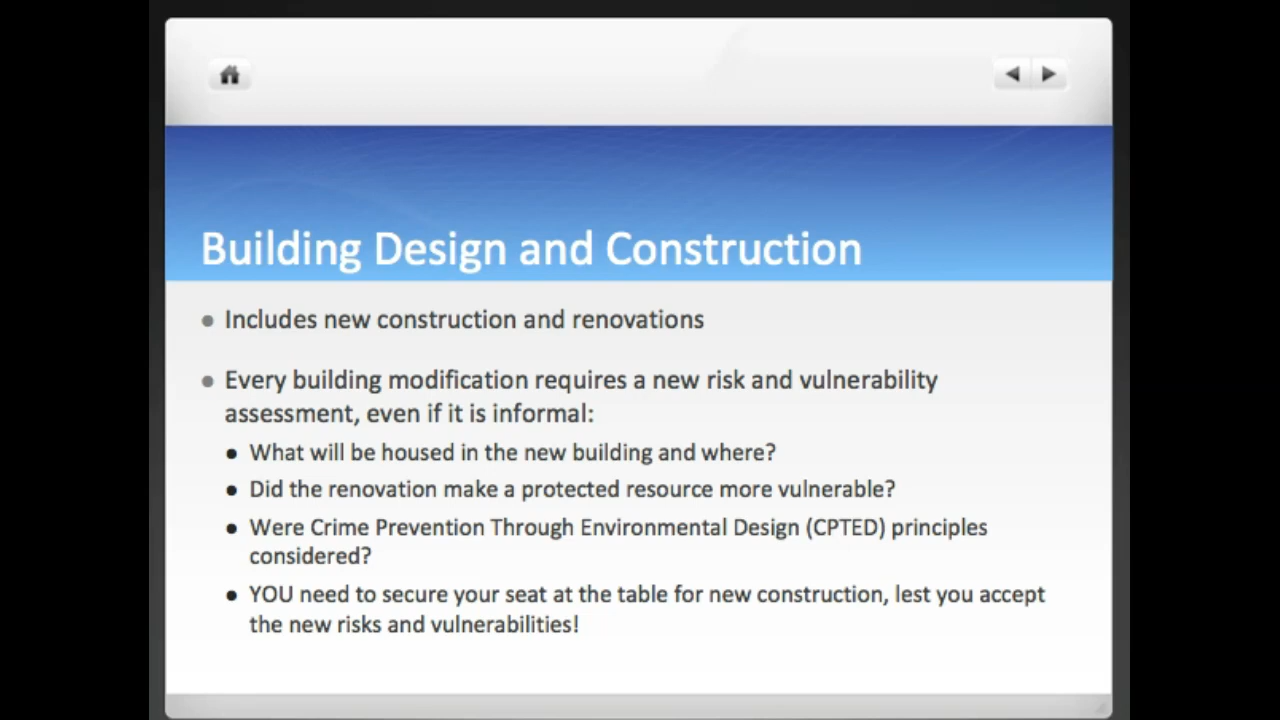 Building Design and Construction
Includes new construction and renovations
Every building modification requires a new risk and vulnerability
assessment, even if it is informal:
What will be housed in the new building and where?
Did the renovation make a protected resource more vulnerable?
Were Crime Prevention Through Environmental Design (CPTED) principles
considered?
YOU need to secure your seat at the table for new construction, lest you accept
the new risks and vulnerabilities!